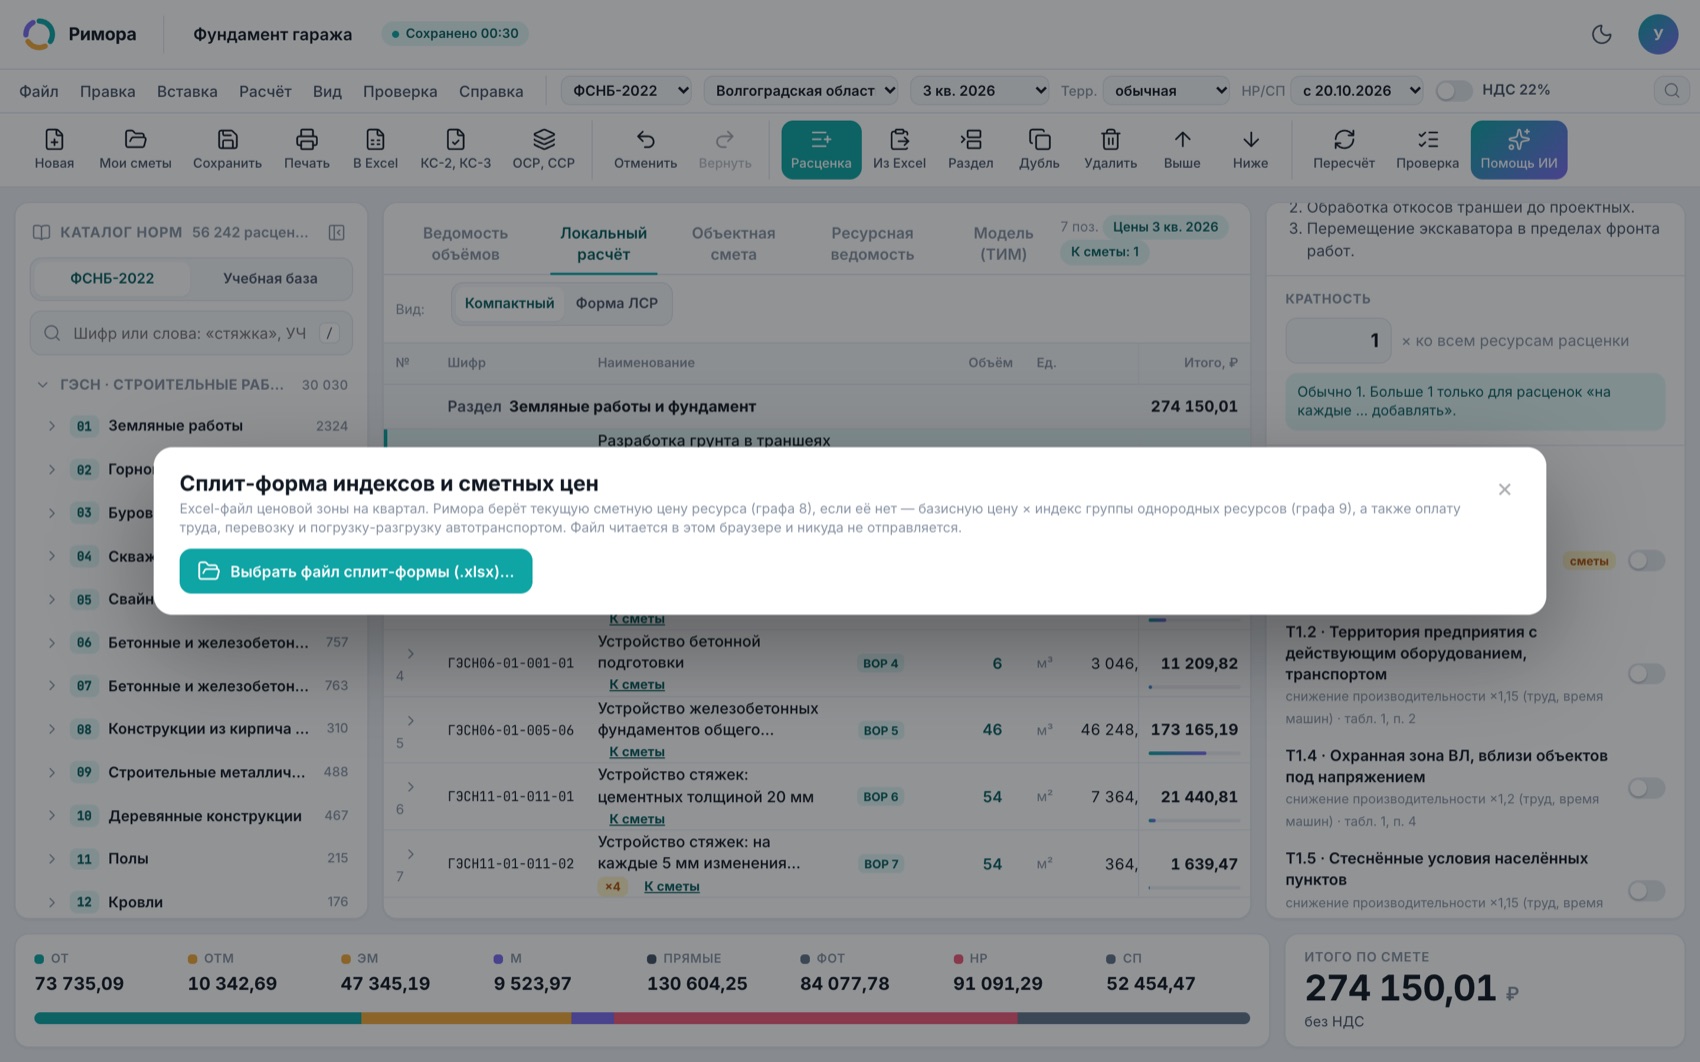 Римора
Фундамент гаража
Сохранено 00:30
У
Файл Правка Вставка Расчёт Вид Проверка Справка
ФСНБ-2022
Волгоградская област
3 кв. 2026
Терр. обычная
НР/СП с 20.10.2026
НДС 22%
Новая Мои сметы Сохранить Печать В Excel КС-2, КС-3 ОСР, ССР Отменить Вернуть Расценка Из Excel Раздел Дубль Удалить Выше Ниже Пересчёт Проверка Помощь ИИ
КАТАЛОГ НОРМ 56 242 расцен...
ФСНБ-2022 Учебная база
Шифр или слова: «стяжка», УЧ /
ГЭСН · СТРОИТЕЛЬНЫЕ РАБ... 30 030
01 Земляные работы 2324
02 Горно
03 Буров
04 Скваж
05 Свайн
06 Бетонные и железобетон... 757
07 Бетонные и железобетон... 763
08 Конструкции из кирпича ... 310
09 Строительные металлич... 488
10 Деревянные конструкции 467
11 Полы 215
12 Кровли 176
Ведомость объёмов
Локальный расчёт
Объектная смета
Ресурсная ведомость
Модель (ТИМ)
7 поз. Цены 3 кв. 2026
К сметы: 1
Вид: Компактный Форма ЛСР
№ Шифр Наименование Объём Ед. Итого, ₽
Раздел Земляные работы и фундамент 274 150,01
Разработка грунта в траншеях
Сплит-форма индексов и сметных цен
Excel-файл ценовой зоны на квартал. Римора берёт текущую сметную цену ресурса (графа 8), если её нет — базисную цену × индекс группы однородных ресурсов (графа 9), а также оплату
труда, перевозку и погрузку-разгрузку автотранспортом. Файл читается в этом браузере и никуда не отправляется.
Выбрать файл сплит-формы (.xlsx)...
К сметы
4 ГЭСН06-01-001-01 Устройство бетонной подготовки ВОР 4 6 м³ 3 046, 11 209,82
К сметы
5 ГЭСН06-01-005-06 Устройство железобетонных фундаментов общего... ВОР 5 46 м³ 46 248, 173 165,19
К сметы
6 ГЭСН11-01-011-01 Устройство стяжек: цементных толщиной 20 мм ВОР 6 54 м² 7 364, 21 440,81
К сметы
7 ГЭСН11-01-011-02 Устройство стяжек: на каждые 5 мм изменения... ВОР 7 54 м² 364, 1 639,47
×4 К сметы
2. Обработка откосов траншеи до проектных.
3. Перемещение экскаватора в пределах фронта
работ.
КРАТНОСТЬ
1 × ко всем ресурсам расценки
Обычно 1. Больше 1 только для расценок «на
каждые ... добавлять».
сметы
Т1.2 · Территория предприятия с
действующим оборудованием,
транспортом
снижение производительности ×1,15 (труд, время
машин) · табл. 1, п. 2
Т1.4 · Охранная зона ВЛ, вблизи объектов
под напряжением
снижение производительности ×1,2 (труд, время
машин) · табл. 1, п. 4
Т1.5 · Стеснённые условия населённых
пунктов
снижение производительности ×1,15 (труд, время
ОТ ОТМ ЭМ М ПРЯМЫЕ ФОТ НР СП
73 735,09 10 342,69 47 345,19 9 523,97 130 604,25 84 077,78 91 091,29 52 454,47
ИТОГО ПО СМЕТЕ
274 150,01 ₽
без НДС